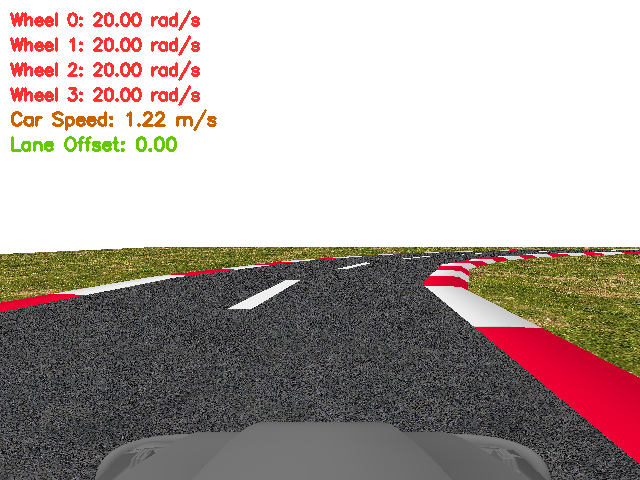 Wheel 0: 20.00 rad/s
Wheel 1: 20.00 rad/s
Wheel 2: 20.00 rad/s
Wheel 3: 20.00 rad/s
Car Speed: 1.22 m/s
Lane Offset: 0.00